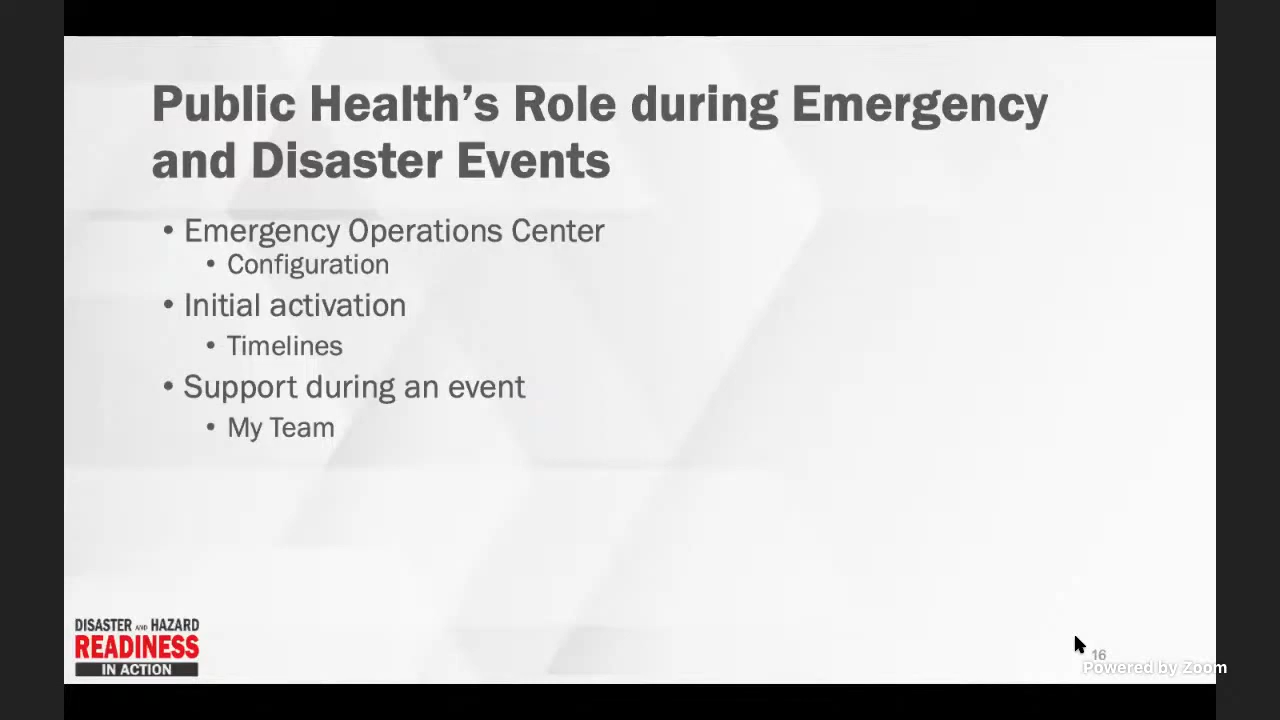 Public Health’s Role during Emergency
and Disaster Events
• Emergency Operations Center
• Configuration
• Initial activation
• Timelines
• Support during an event
• My Team
DISASTER AND HAZARD
READINESS
IN ACTION
16
Powered by Zoom